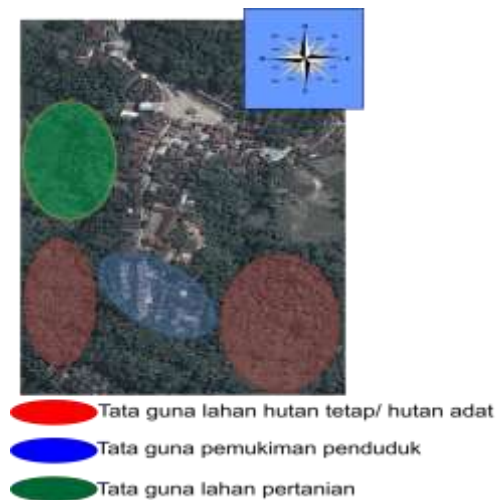 Tata guna lahan hutan tetap/ hutan adat
Tata guna pemukiman penduduk
Tata guna lahan pertanian